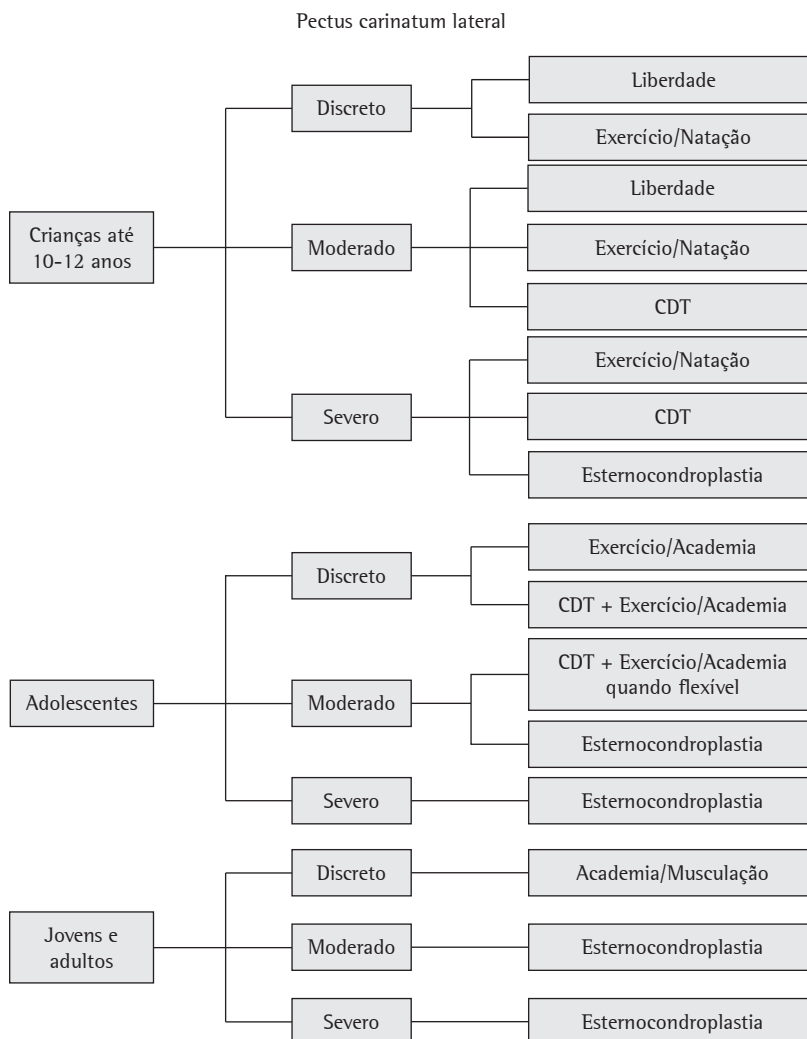 Pectus carinatum lateral
Crianças até
10-12 anos
Discreto
Liberdade
Exercício/Natação
Moderado
Liberdade
Exercício/Natação
CDT
Severo
Exercício/Natação
CDT
Esternocondroplastia
Adolescentes
Discreto
Exercício/Academia
CDT + Exercício/Academia
Moderado
CDT + Exercício/Academia
quando flexível
Esternocondroplastia
Severo
Esternocondroplastia
Jovens e
adultos
Discreto
Academia/Musculação
Moderado
Esternocondroplastia
Severo
Esternocondroplastia